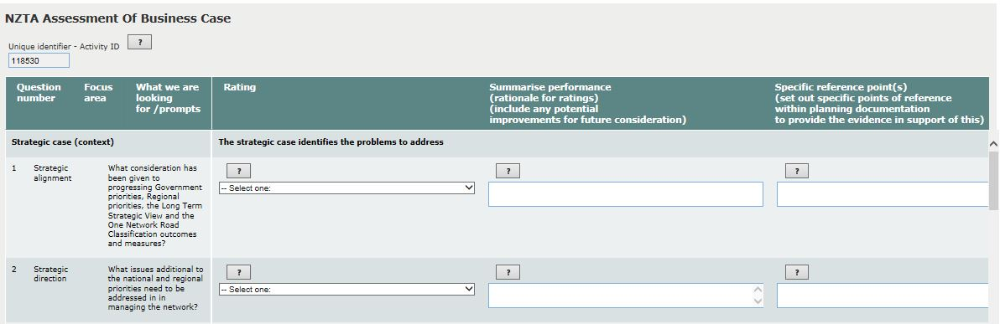 NZTA Assessment Of Business Case
Unique identifier - Activity ID ?
118530
Question number
Focus area
What we are looking for /prompts
Rating
Summarise performance
(rationale for ratings)
(include any potential
improvements for future consideration)
Specific reference point(s)
(set out specific points of reference
within planning documentation
to provide the evidence in support of this)
Strategic case (context)
The strategic case identifies the problems to address
1
Strategic
alignment
What consideration has
been given to
progressing Government
priorities, Regional
priorities, the Long Term
Strategic View and the
One Network Road
Classification outcomes
and measures?
?
-- Select one:
?
?
2
Strategic
direction
What issues additional to
the national and regional
priorities need to be
addressed in in
managing the network?
?
-- Select one:
?
?